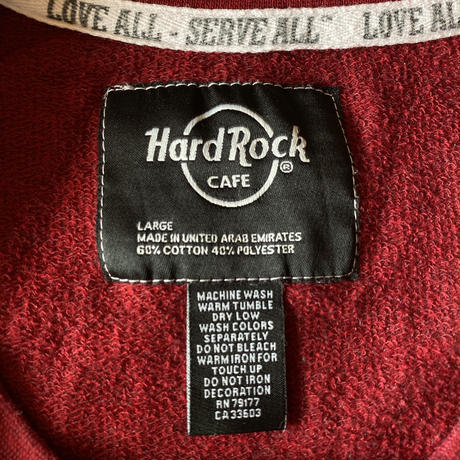 LOVE ALL - SERVE ALL™ LOVE AL
Hard Rock®
CAFE
LARGE
MADE IN UNITED ARAB EMIRATES
60% COTTON 40% POLYESTER
MACHINE WASH
WARM TUMBLE
DRY LOW
WASH COLORS
SEPARATELY
DO NOT BLEACH
WARM IRON FOR
TOUCH UP
DO NOT IRON
DECORATION
RN 79177
CA 33603